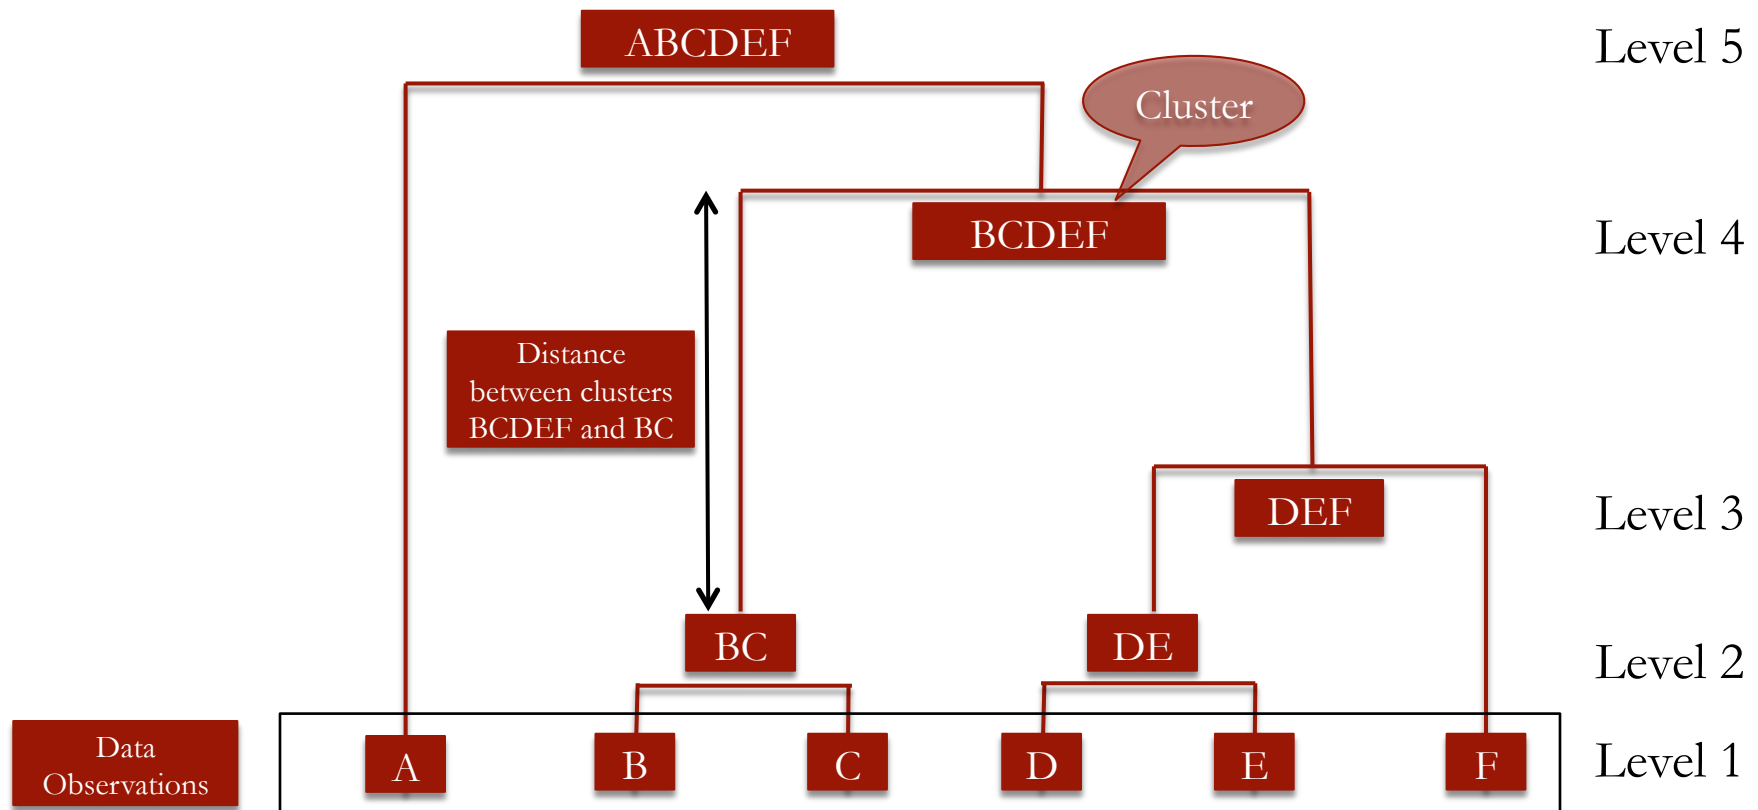 ABCDEF
Level 5
Cluster
BCDEF
Level 4
Distance
between clusters
BCDEF and BC
DEF
Level 3
BC
DE
Level 2
Data
Observations
A
B
C
D
E
F
Level 1